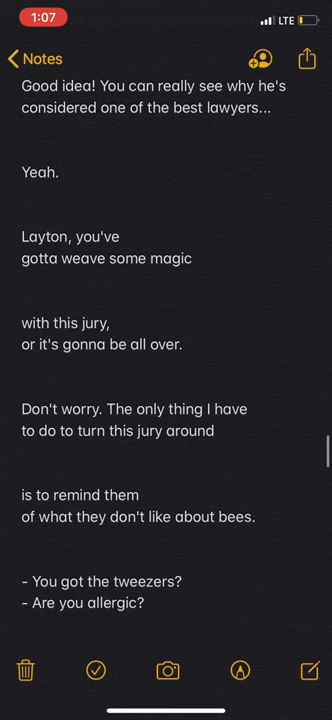 1:07
LTE
Notes
Good idea! You can really see why he's
considered one of the best lawyers...
Yeah.
Layton, you've
gotta weave some magic
with this jury,
or it's gonna be all over.
Don't worry. The only thing I have
to do to turn this jury around
is to remind them
of what they don't like about bees.
- You got the tweezers?
- Are you allergic?